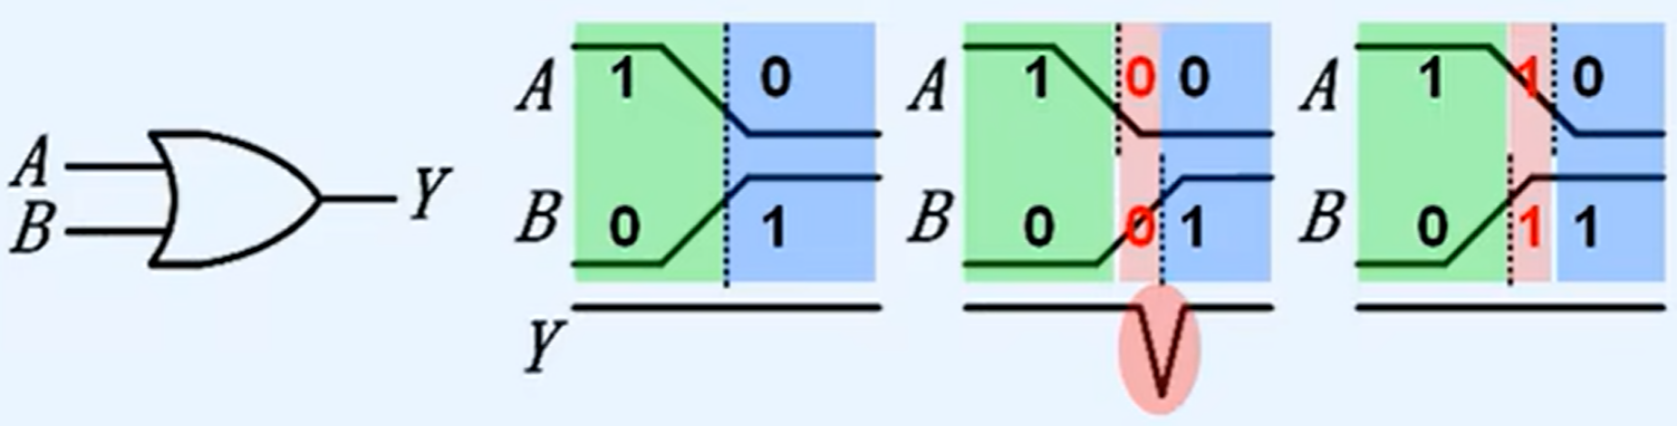 A
B
Y
A 1 0
B 0 1
Y
A 1 0 0
B 0 0 1
A 1 1 0
B 0 1 1